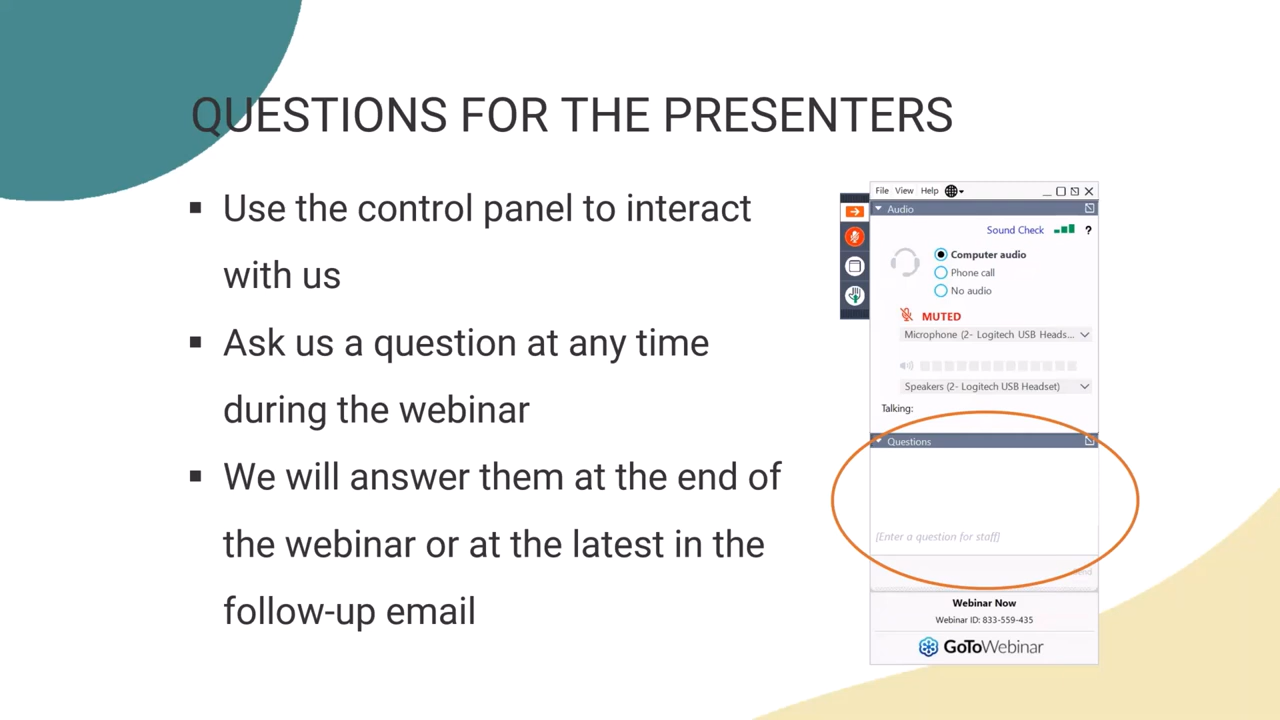 QUESTIONS FOR THE PRESENTERS
▪ Use the control panel to interact
with us
▪ Ask us a question at any time
during the webinar
▪ We will answer them at the end of
the webinar or at the latest in the
follow-up email
File View Help
Audio
Sound Check ?
Computer audio
Phone call
No audio
MUTED
Microphone (2- Logitech USB Heads...
Speakers (2- Logitech USB Headset)
Talking:
Questions
[Enter a question for staff]
Webinar Now
Webinar ID: 833-559-435
GoToWebinar